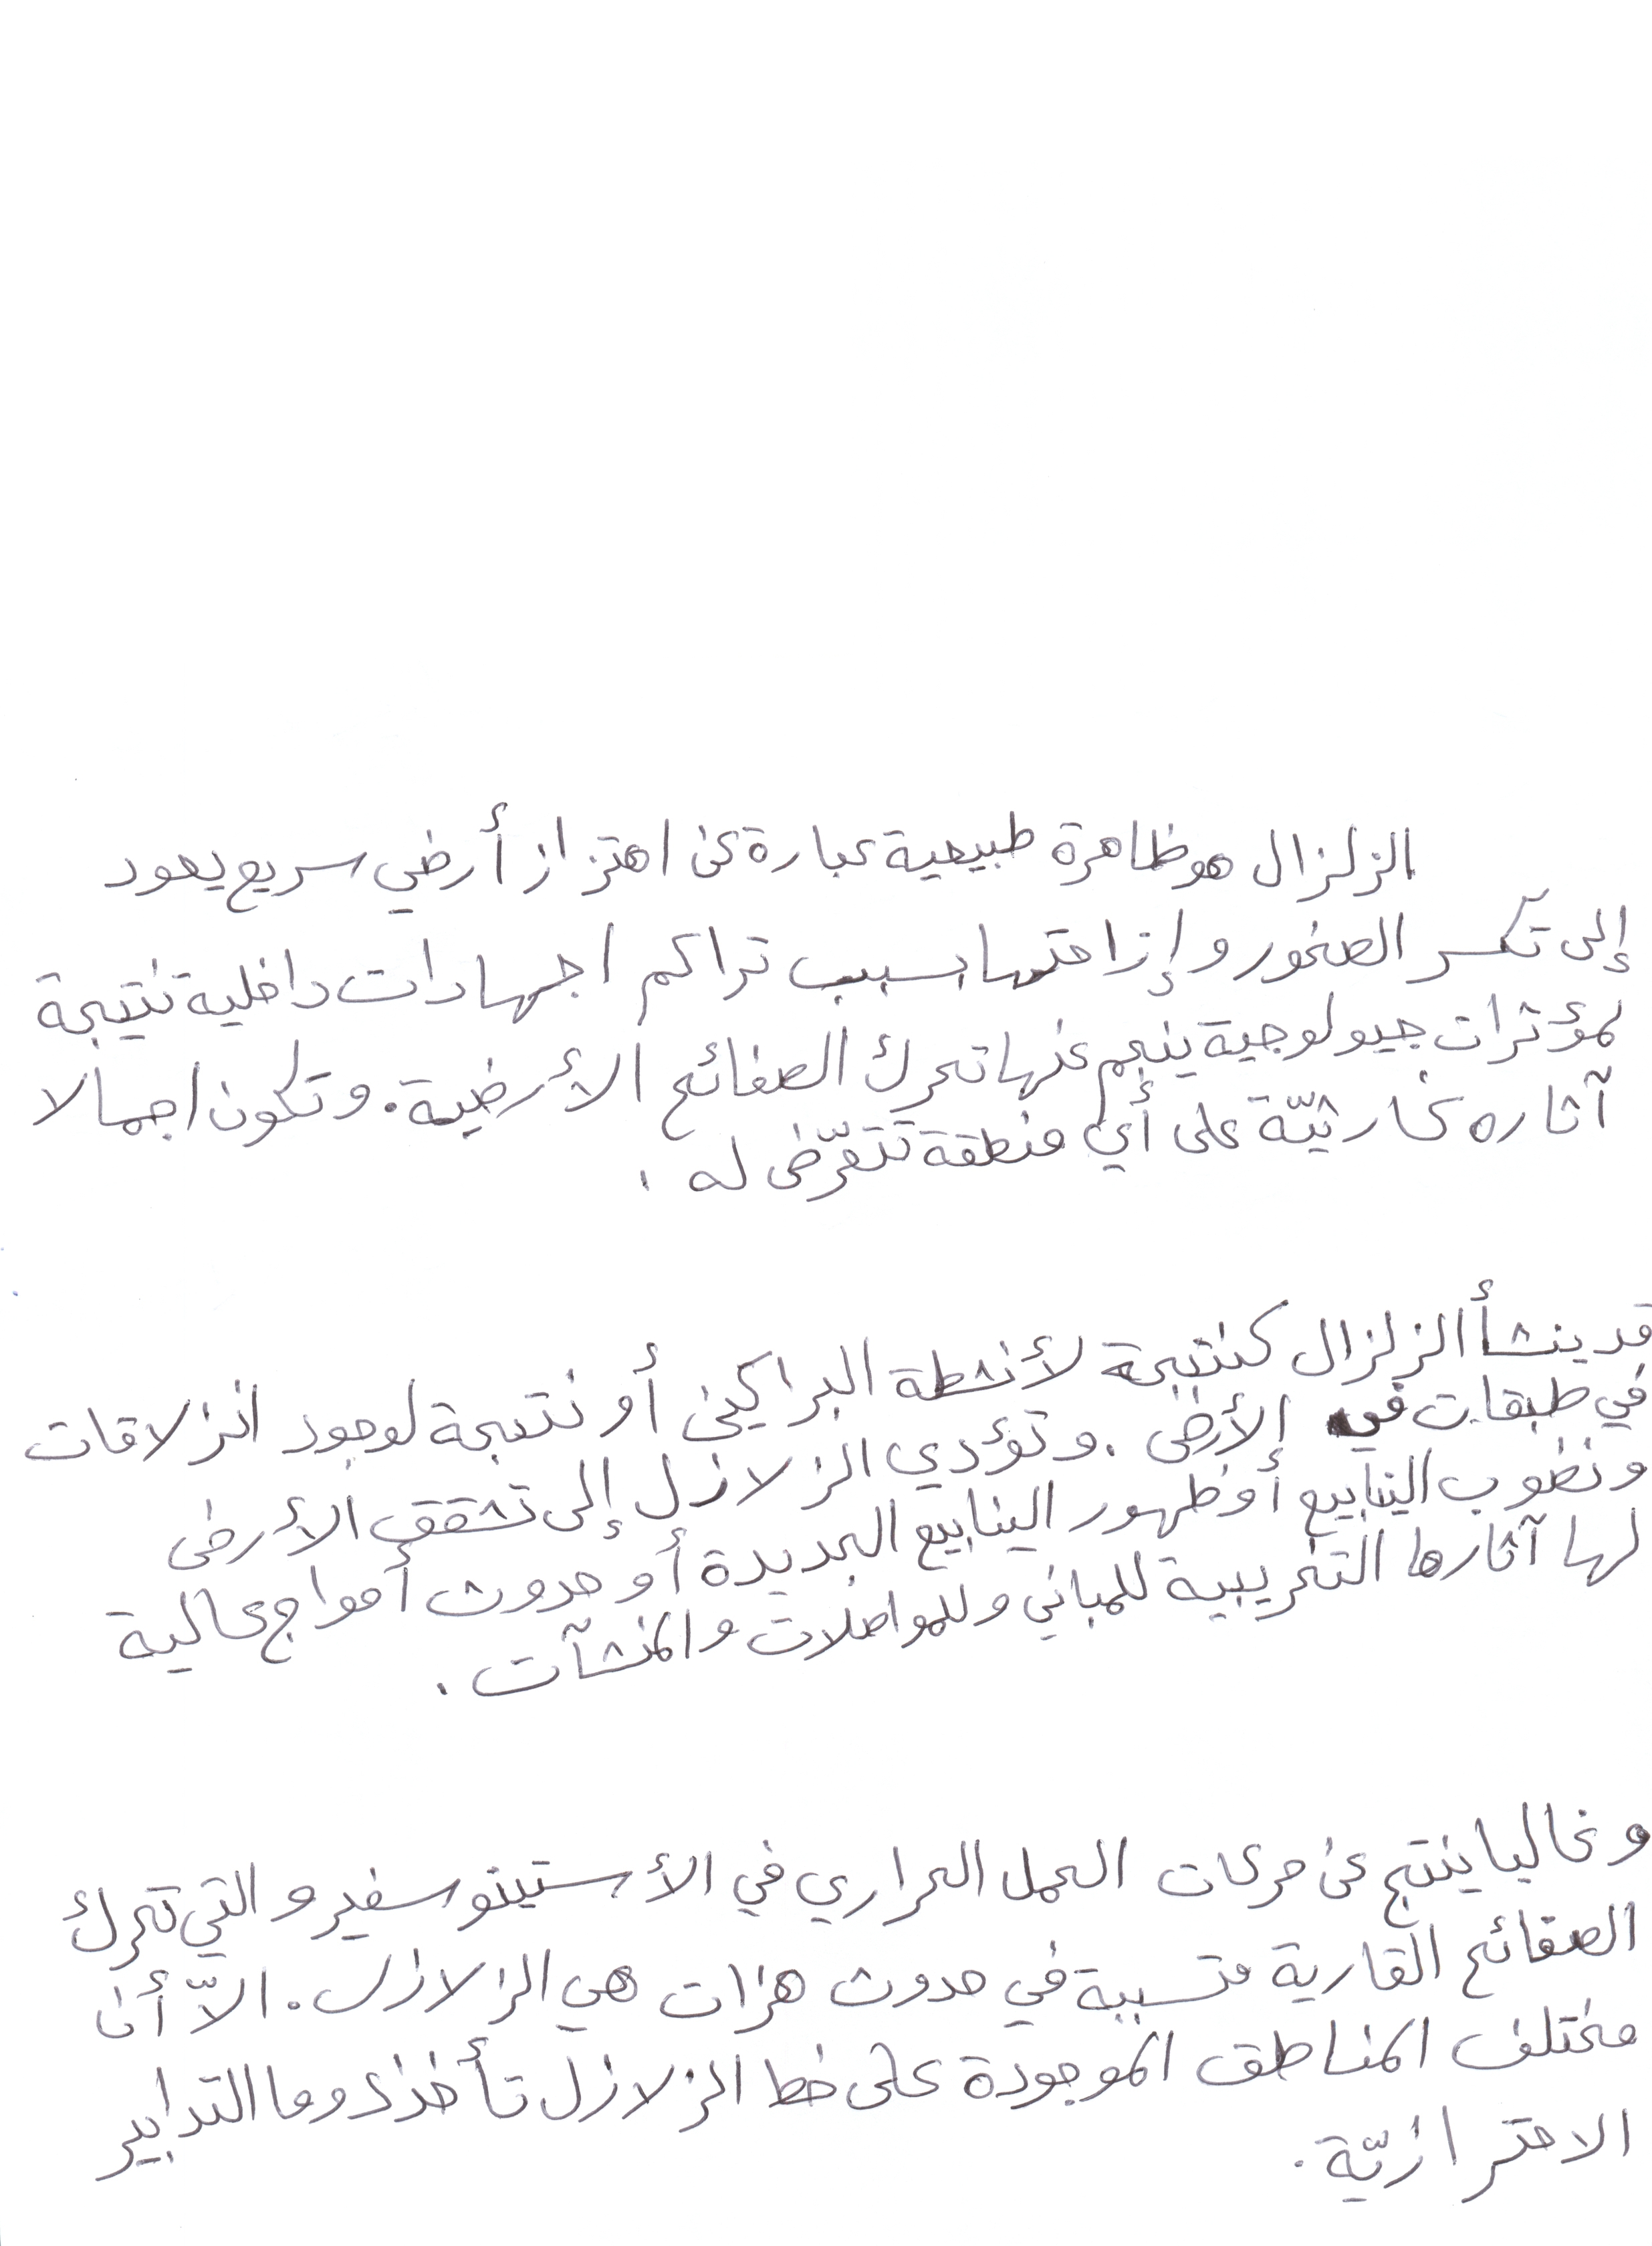 الزلزال هو ظاهرة طبيعية عبارة عن اهتزاز أرضي سريع يعود
إلى تكسر الصخور وإزاحتها بسبب تراكم اجهادات داخلية نتيجة
لمؤثرات جيولوجية ينجم عنها تحرك الصفائح الأرضية. وتكون اجمالا
آثاره كارثيّة على أي منطقة تتعرّض له .
قد ينشأ الزلزال كنتيجة لأنشطة البراكين أو نتيجة لوجود انزلاقات
في طبقات في الأرض . وتؤدي الزلازل إلى تشقق الأرض
ونضوب الينابيع أو ظهور الينابيع الجديدة أو حدوث أمواج عالية
لها آثارها التخريبية للمباني وللمواصلات والمنشآت .
وغالبا ينتج عن حركات الحمل الحراري في الأستينوسفير والتي تحرك
الصفائح القارية متسببة في حدوث هزات هي الزلازل. الاّ أن
مختلف المناطق الموجودة على خط الزلازل تأخذ دوما التدابير
الاحترازيّة .